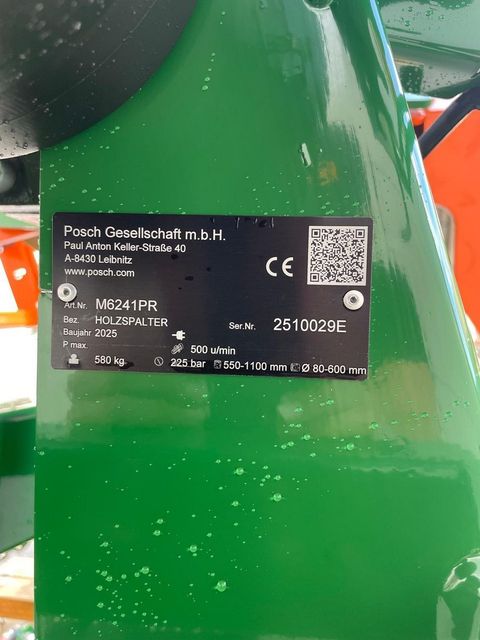 Posch Gesellschaft m.b.H.
Paul Anton Keller-Straße 40
A-8430 Leibnitz
www.posch.com
CE
Art.Nr. M6241PR
Bez. HOLZSPALTER
Baujahr 2025
Ser.Nr. 2510029E
P max.
500 u/min
580 kg 225 bar 550-1100 mm Ø 80-600 mm